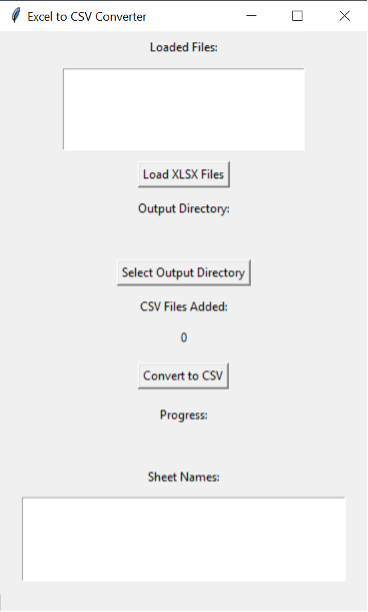 Excel to CSV Converter
Loaded Files:
Load XLSX Files
Output Directory:
Select Output Directory
CSV Files Added:
0
Convert to CSV
Progress:
Sheet Names: